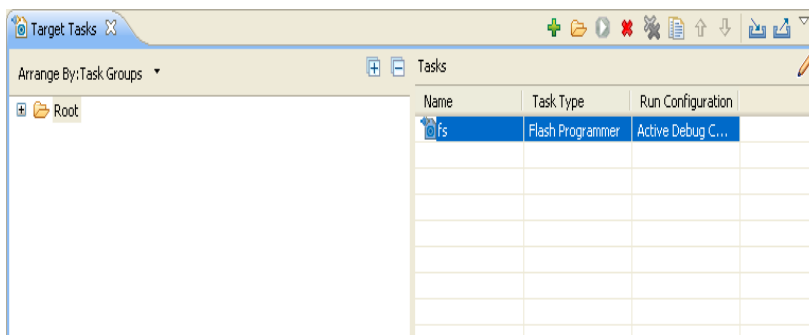 Target Tasks
Arrange By:Task Groups
Root
Tasks
Name Task Type Run Configuration
fs Flash Programmer Active Debug C...